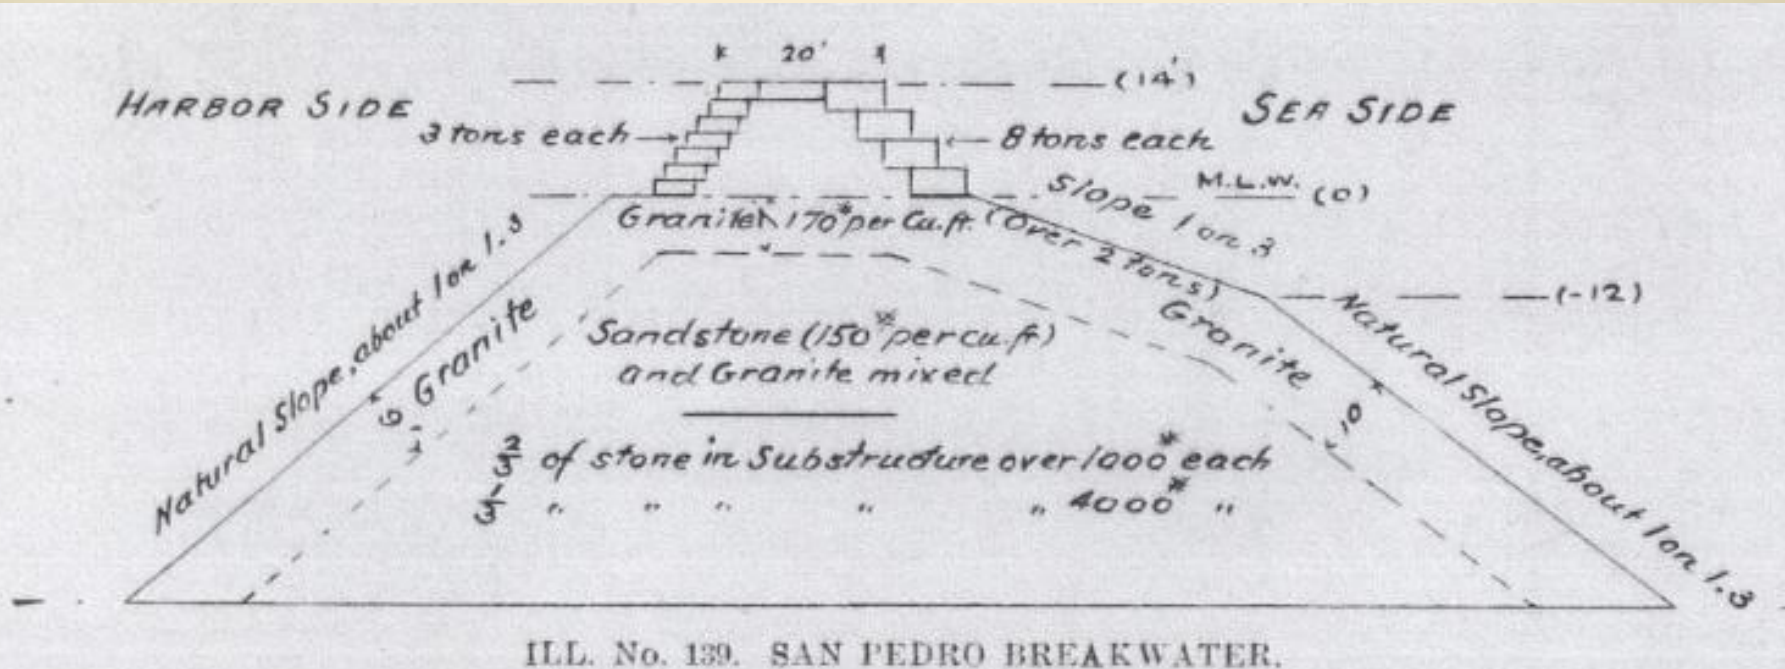 20'
(14')
HARBOR SIDE
SEA SIDE
3 tons each
8 tons each
M.L.W. (0)
Slope 1 on 3
Granite 170# per Cu.ft. (Over 2 tons)
Natural Slope, about 1 on 1.3
(-12)
Granite
Granite
Natural Slope, about 1 on 1.3
Sandstone (150# per cu.ft)
and Granite mixed
2/3 of stone in Substructure over 1000# each
1/3 " " " " " 4000# "
ILL. No. 139. SAN PEDRO BREAKWATER.